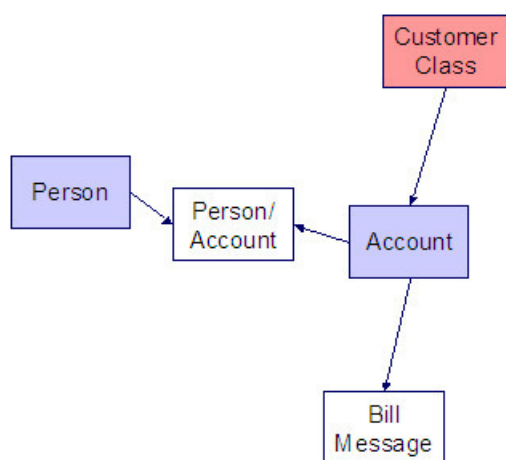 Customer
Class
Person
Person/
Account
Account
Bill
Message